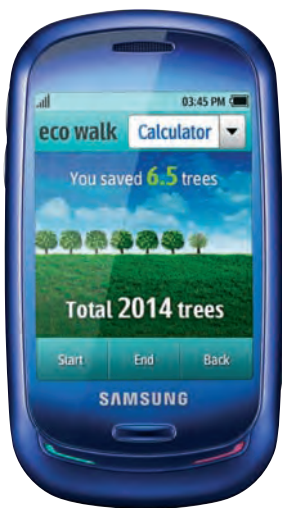 03:45 PM
eco walk Calculator
You saved 6.5 trees
Total 2014 trees
Start End Back
SAMSUNG